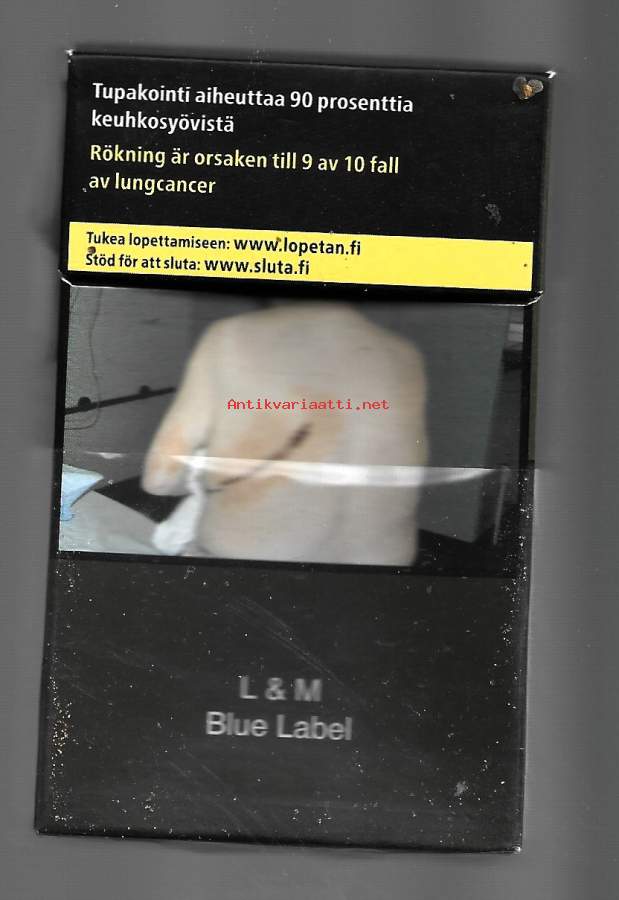 Tupakointi aiheuttaa 90 prosenttia
keuhkosyövistä
Rökning är orsaken till 9 av 10 fall
av lungcancer
Tukea lopettamiseen: www.lopetan.fi
Stöd för att sluta: www.sluta.fi
Antikvariaatti.net
L & M
Blue Label